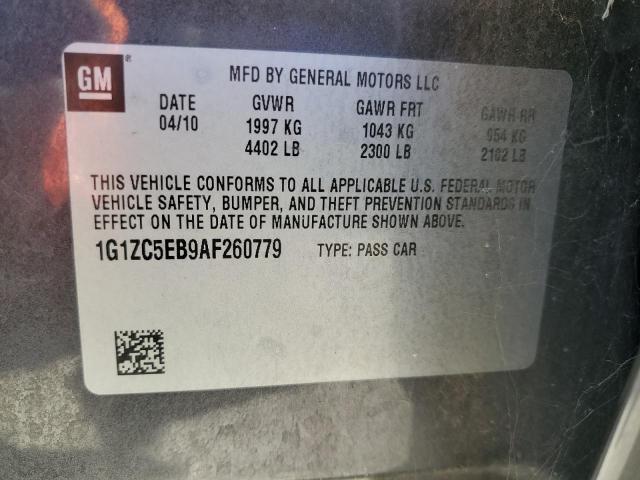 GM ®
MFD BY GENERAL MOTORS LLC
DATE GVWR GAWR FRT GAWR RR
04/10 1997 KG 1043 KG 954 KG
4402 LB 2300 LB 2102 LB
THIS VEHICLE CONFORMS TO ALL APPLICABLE U.S. FEDERAL MOTOR
VEHICLE SAFETY, BUMPER, AND THEFT PREVENTION STANDARDS IN
EFFECT ON THE DATE OF MANUFACTURE SHOWN ABOVE.
1G1ZC5EB9AF260779 TYPE: PASS CAR